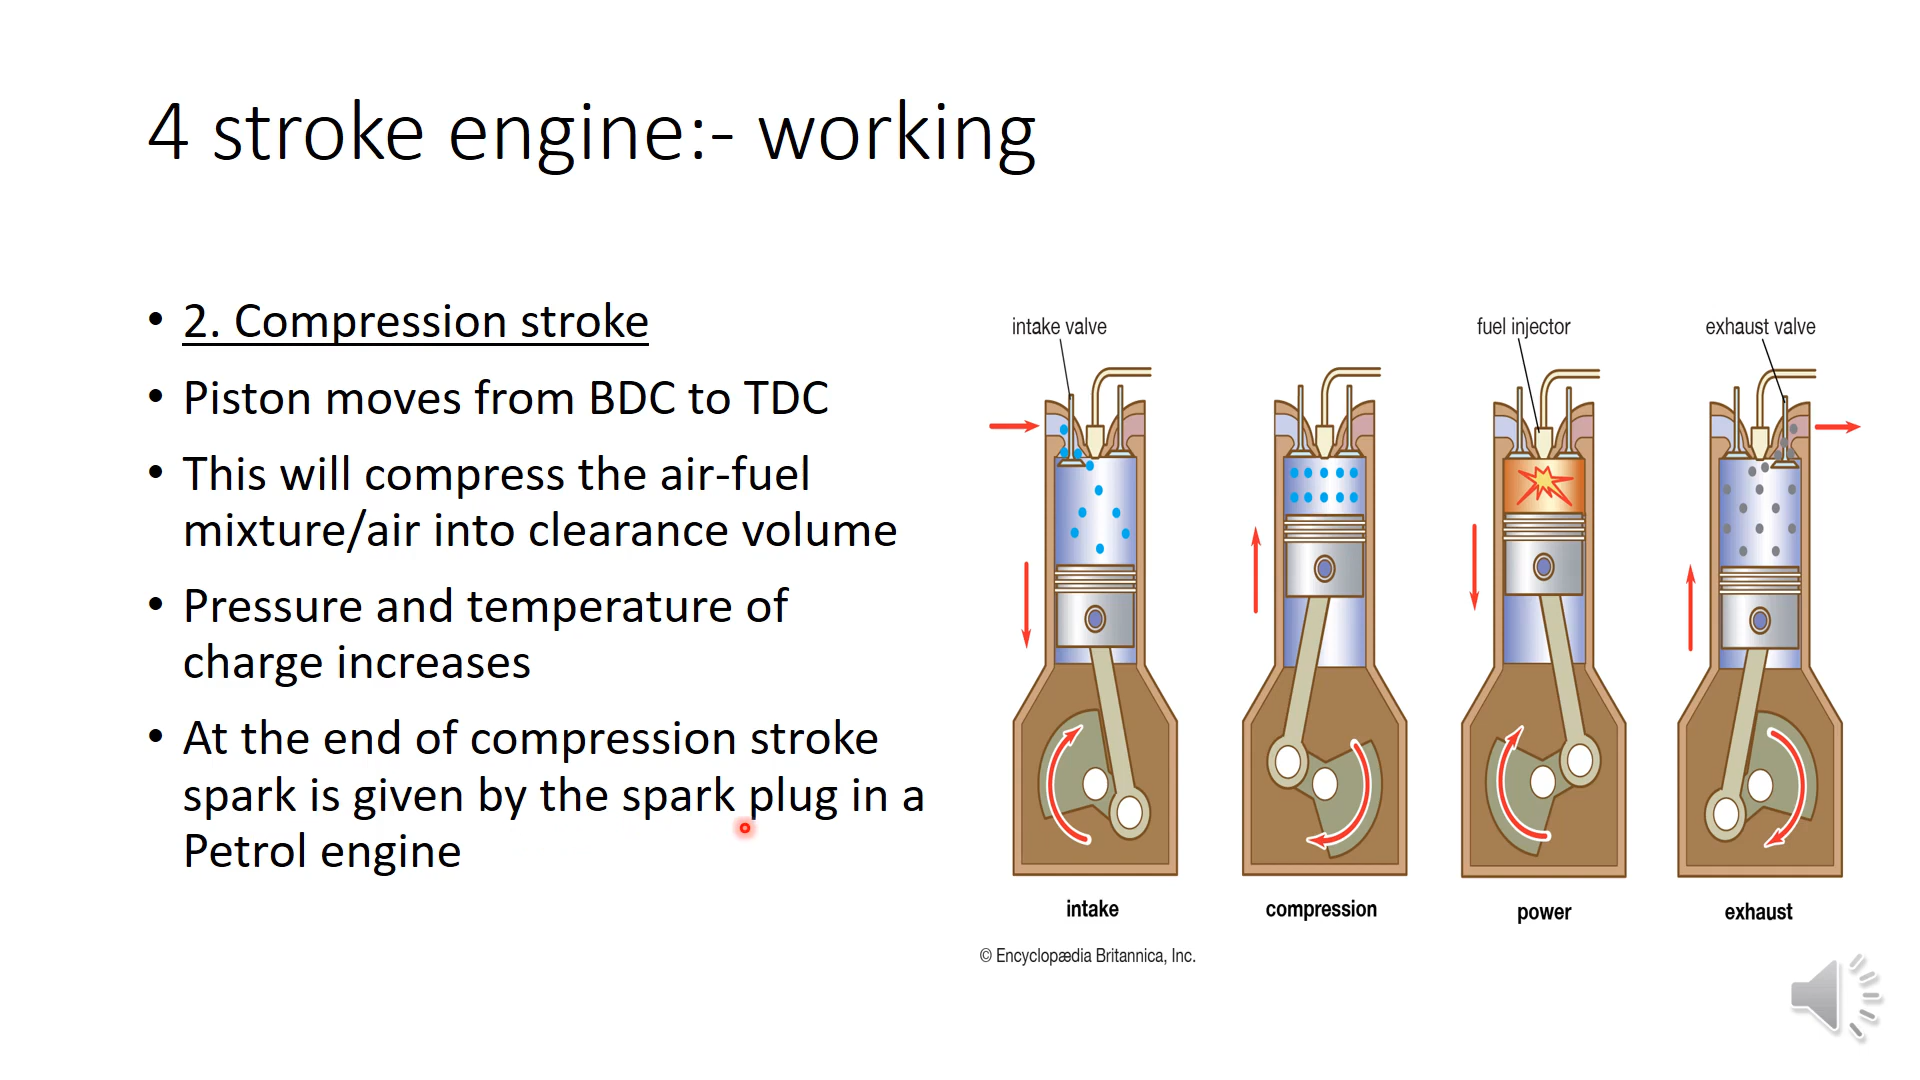 4 stroke engine:- working
• 2. Compression stroke
• Piston moves from BDC to TDC
• This will compress the air-fuel
mixture/air into clearance volume
• Pressure and temperature of
charge increases
• At the end of compression stroke
spark is given by the spark plug in a
Petrol engine
intake valve
fuel injector
exhaust valve
intake
compression
power
exhaust
© Encyclopædia Britannica, Inc.